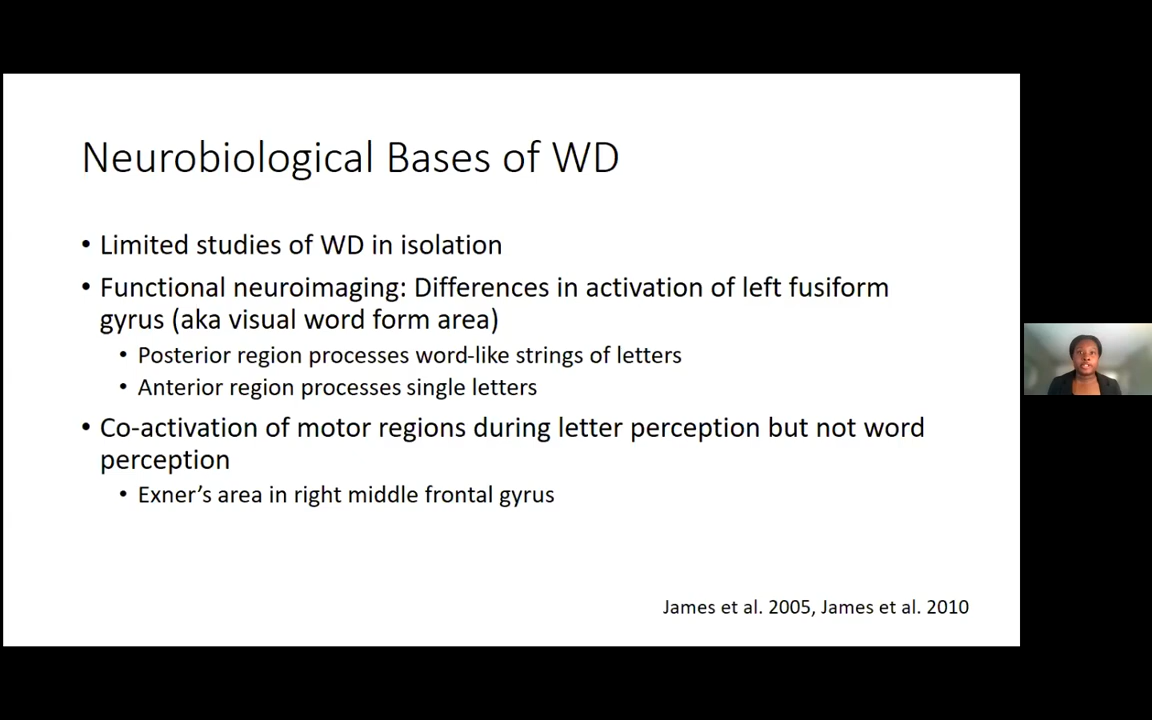 Neurobiological Bases of WD
• Limited studies of WD in isolation
• Functional neuroimaging: Differences in activation of left fusiform
gyrus (aka visual word form area)
• Posterior region processes word-like strings of letters
• Anterior region processes single letters
• Co-activation of motor regions during letter perception but not word
perception
• Exner’s area in right middle frontal gyrus
James et al. 2005, James et al. 2010